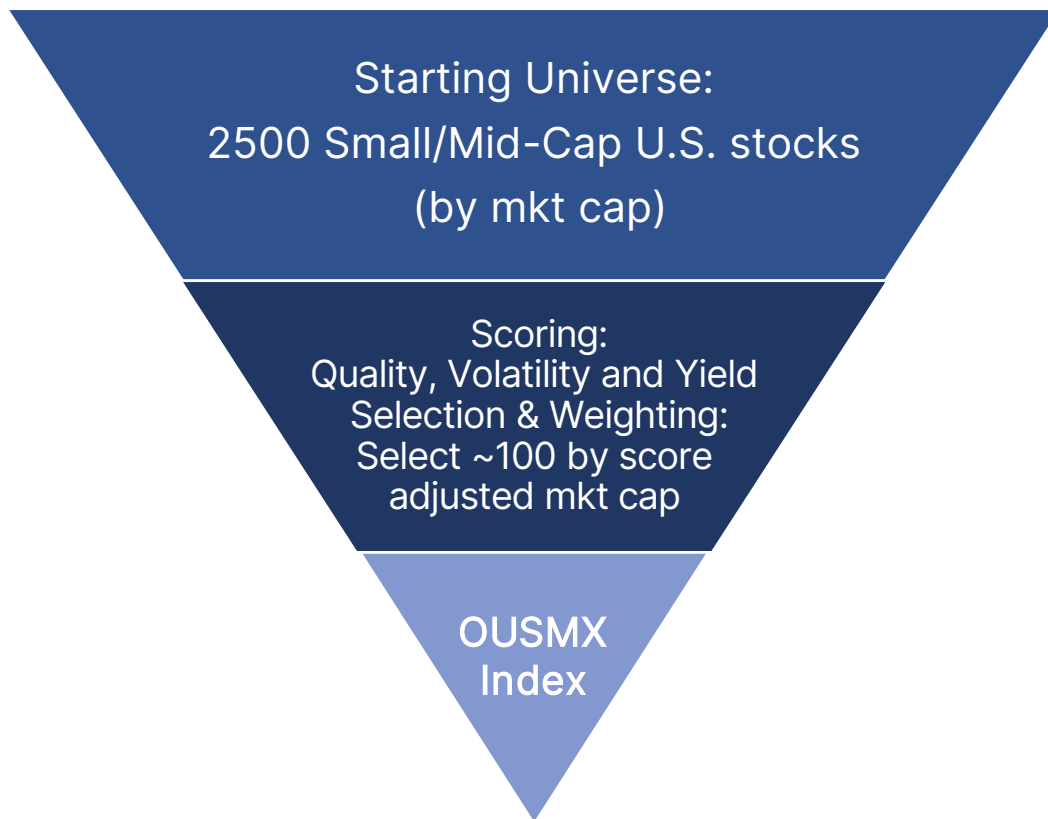 Starting Universe:
2500 Small/Mid-Cap U.S. stocks
(by mkt cap)
Scoring:
Quality, Volatility and Yield
Selection & Weighting:
Select ~100 by score
adjusted mkt cap
OUSMX
Index